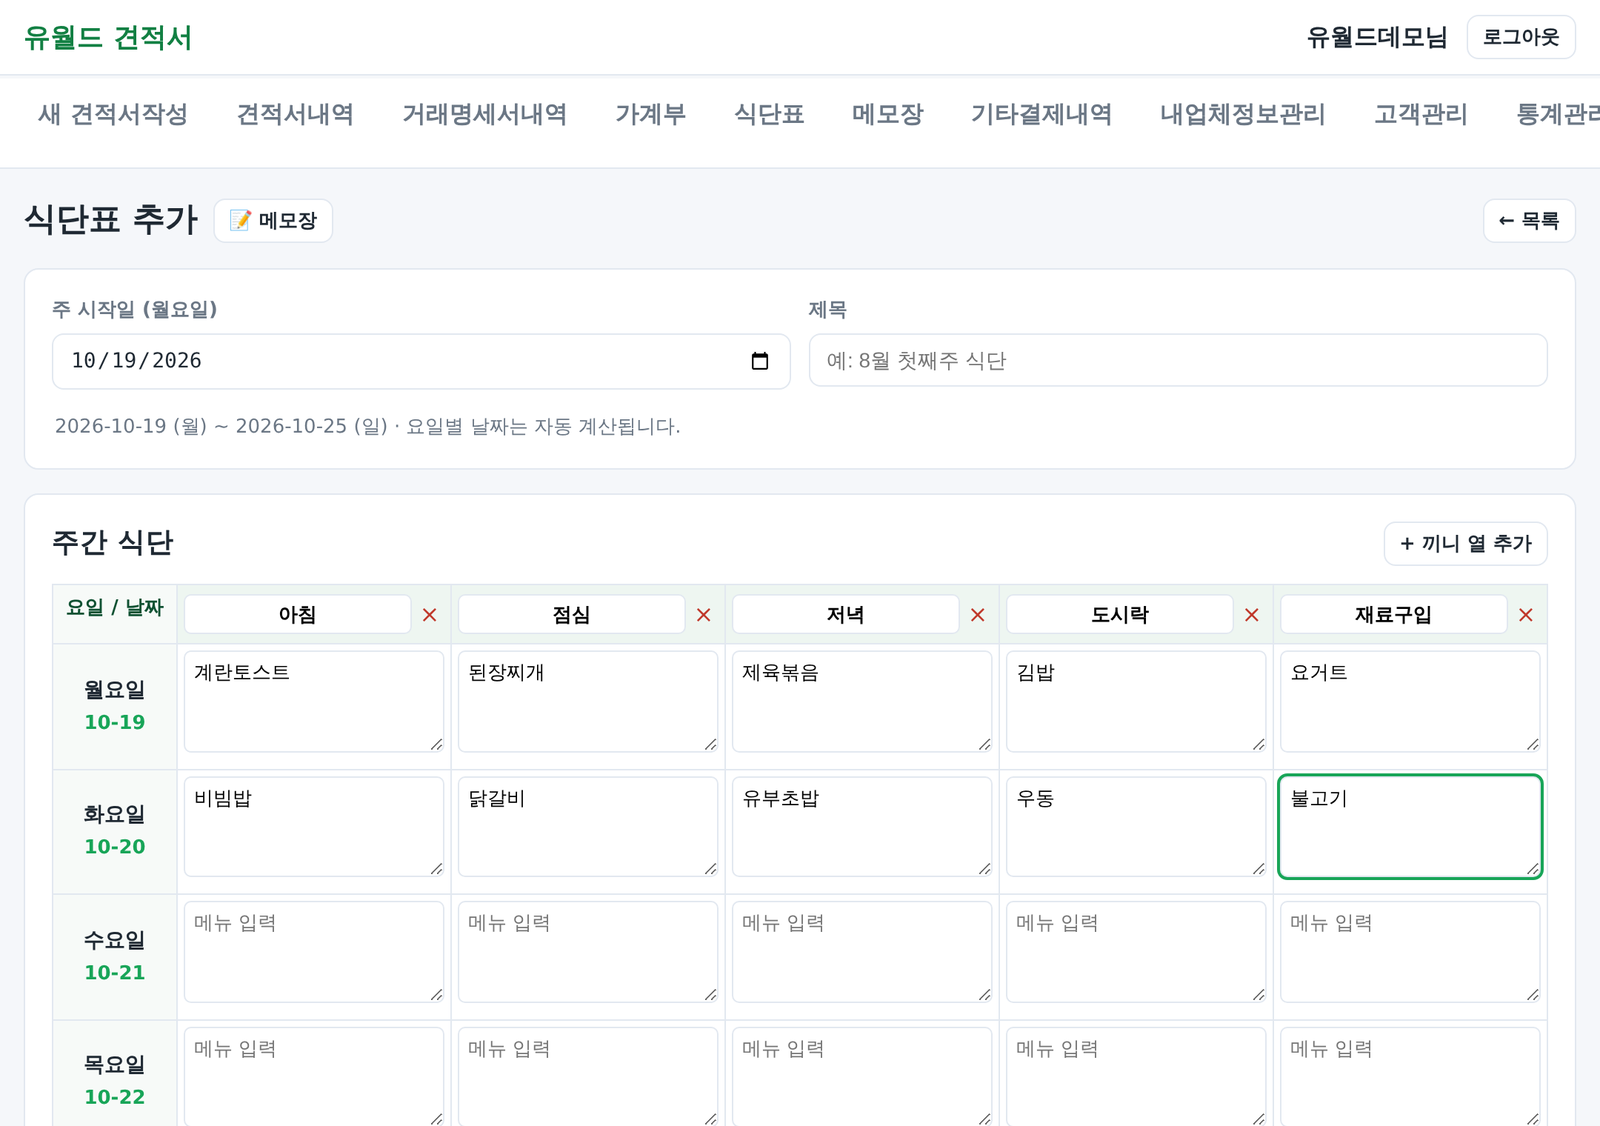 유월드 견적서
유월드데모님
로그아웃
새 견적서작성 견적서내역 거래명세서내역 가계부 식단표 메모장 기타결제내역 내업체정보관리 고객관리 통계관리
식단표 추가
📝 메모장
← 목록
주 시작일 (월요일)
제목
10/19/2026
예: 8월 첫째주 식단
2026-10-19 (월) ~ 2026-10-25 (일) · 요일별 날짜는 자동 계산됩니다.
주간 식단
+ 끼니 열 추가
요일 / 날짜 아침 × 점심 × 저녁 × 도시락 × 재료구입 ×
월요일
10-19
계란토스트 된장찌개 제육볶음 김밥 요거트
화요일
10-20
비빔밥 닭갈비 유부초밥 우동 불고기
수요일
10-21
메뉴 입력 메뉴 입력 메뉴 입력 메뉴 입력 메뉴 입력
목요일
10-22
메뉴 입력 메뉴 입력 메뉴 입력 메뉴 입력 메뉴 입력